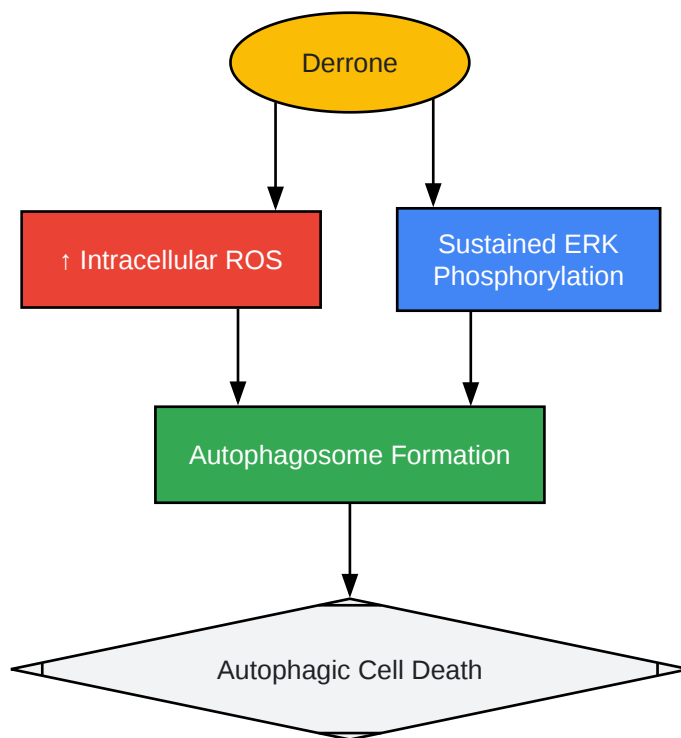 Derrone
↑ Intracellular ROS
Sustained ERK
Phosphorylation
Autophagosome Formation
Autophagic Cell Death